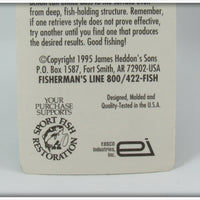 from deep, fish-holding structure. Remember,
if one retrieve style does not prove effective,
try another until you find one that produces
the desired results. Good fishing!
©Copyright 1995 James Heddon's Sons
P.O. Box 1587, Fort Smith, AR 72902-USA
FISHERMAN'S LINE 800/422-FISH
YOUR
PURCHASE
SUPPORTS
SPORT FISH
RESTORATION
Designed, Molded and
Quality-Tested in the U.S.A.
EBSCO
Industries,
Inc.
ei